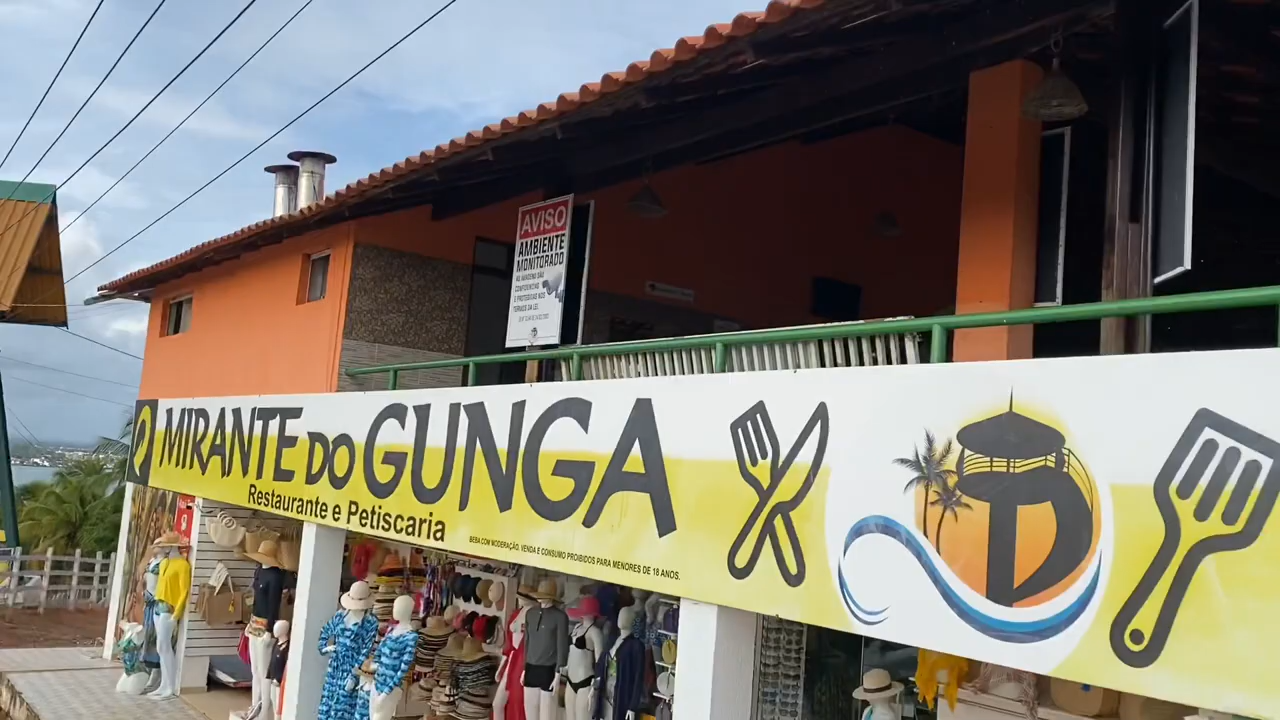 AVISO
AMBIENTE
MONITORADO
MIRANTE DO GUNGA
Restaurante e Petiscaria
BEBA COM MODERAÇÃO. VENDA E CONSUMO PROIBIDOS PARA MENORES DE 18 ANOS.